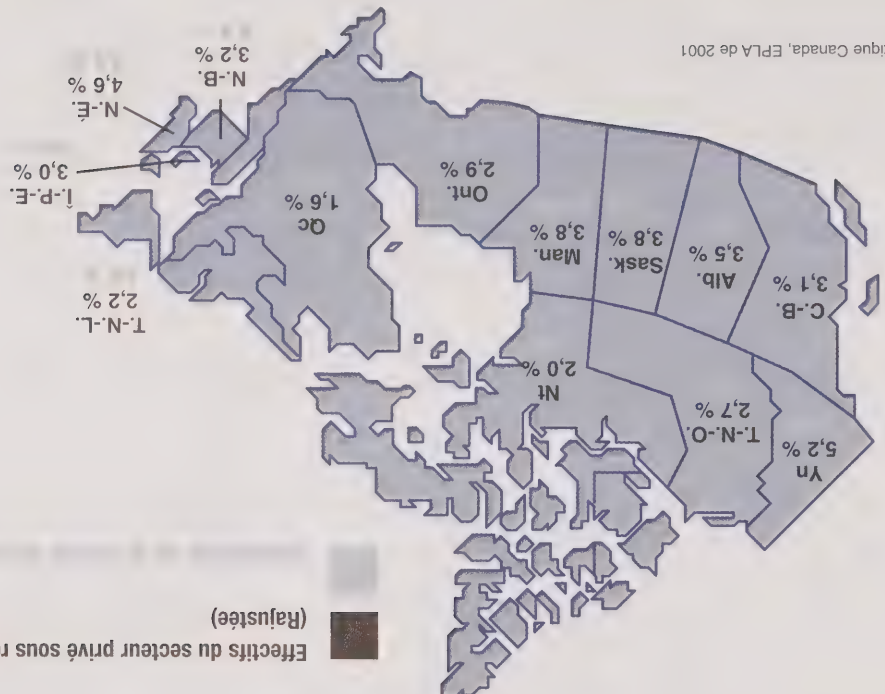 Effectifs du secteur privé sous r
(Rajustée)
Yn
5,2 %
T.-N.-O.
2,7 %
Nt
2,0 %
T.-N.-L.
2,2 %
C.-B.
3,1 %
Alb.
3,5 %
Sask.
3,8 %
Man.
3,8 %
Ont.
2,9 %
Qc
1,6 %
Î.-P.-E.
3,0 %
N.-É.
4,6 %
N.-B.
3,2 %
ique Canada, EPLA de 2001